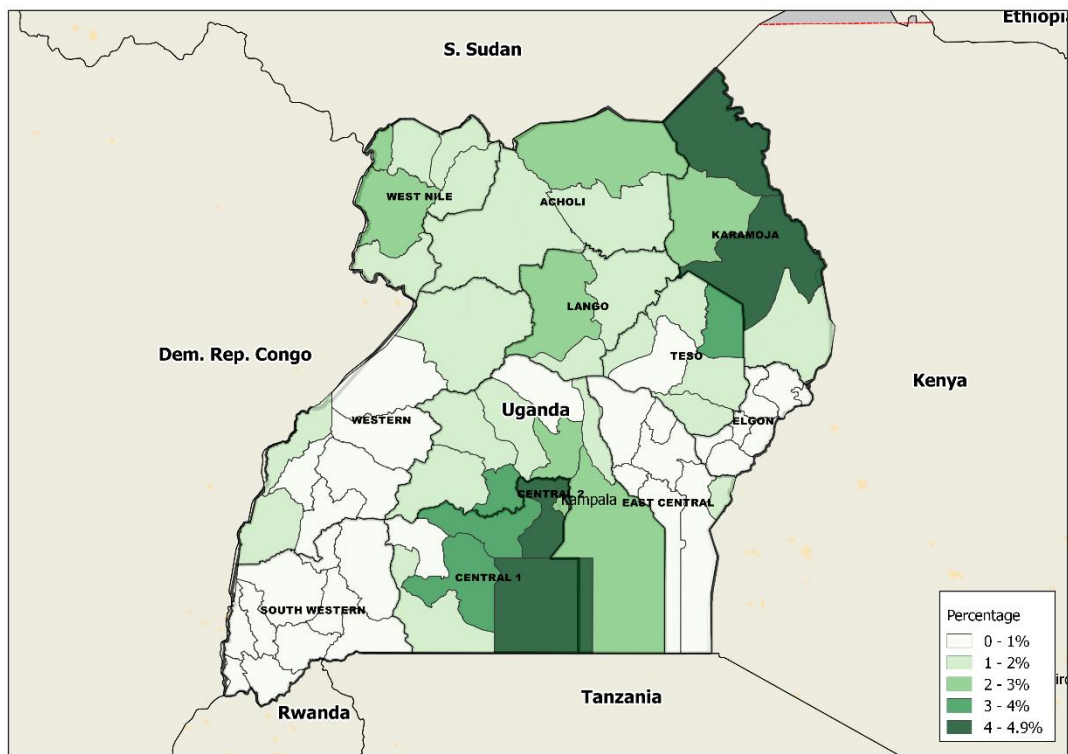 Ethiopia
S. Sudan
WEST NILE
ACHOLI
KARAMOJA
LANGO
Dem. Rep. Congo
TESO
Kenya
Uganda
WESTERN
ELGON
CENTRAL 2
Kampala
EAST CENTRAL
CENTRAL 1
SOUTH WESTERN
Percentage
0 - 1%
1 - 2%
2 - 3%
3 - 4%
4 - 4.9%
Tanzania
Rwanda